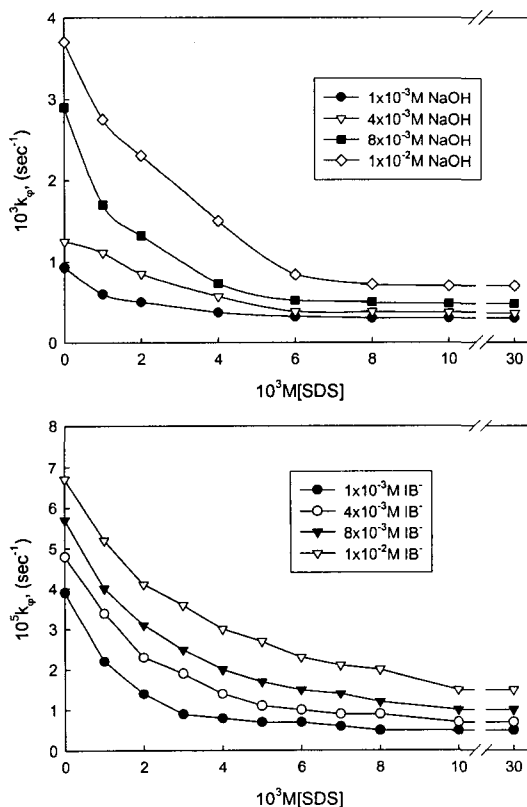 4
3
2
1
0
10³k_φ, (sec⁻¹)
1x10⁻³M NaOH
4x10⁻³M NaOH
8x10⁻³M NaOH
1x10⁻²M NaOH
0 2 4 6 8 10 30
10³M[SDS]
8
7
6
5
4
3
2
1
0
10⁵k_φ, (sec⁻¹)
1x10⁻³M IB⁻
4x10⁻³M IB⁻
8x10⁻³M IB⁻
1x10⁻²M IB⁻
0 2 4 6 8 10 30
10³M[SDS]